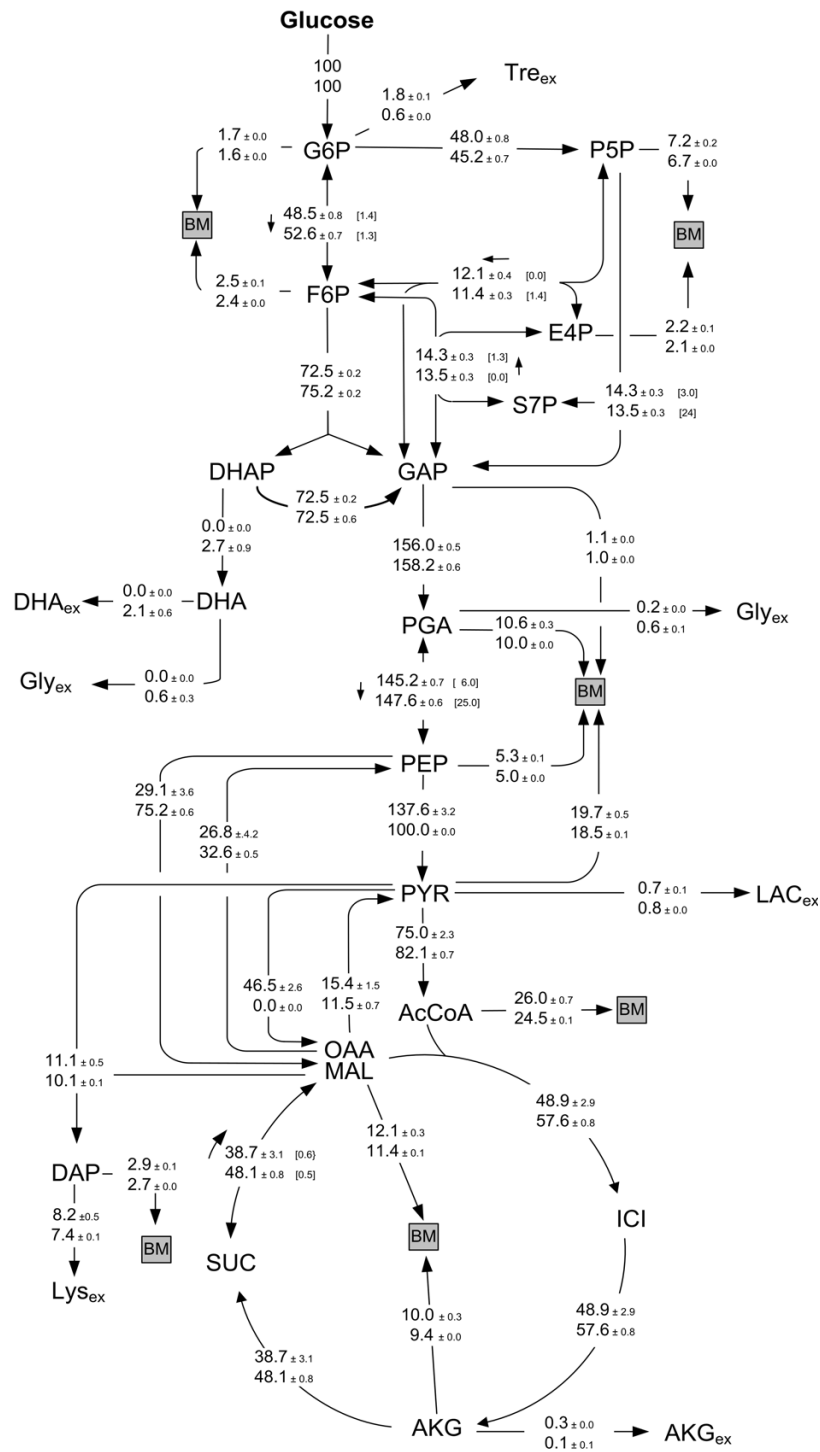 Glucose
100
100
Tre_ex
1.8 ± 0.1
0.6 ± 0.0
1.7 ± 0.0
1.6 ± 0.0
G6P
48.0 ± 0.8
45.2 ± 0.7
P5P
7.2 ± 0.2
6.7 ± 0.0
BM
48.5 ± 0.8 [1.4]
52.6 ± 0.7 [1.3]
BM
2.5 ± 0.1
2.4 ± 0.0
F6P
12.1 ± 0.4 [0.0]
11.4 ± 0.3 [1.4]
E4P
2.2 ± 0.1
2.1 ± 0.0
72.5 ± 0.2
75.2 ± 0.2
14.3 ± 0.3 [1.3]
13.5 ± 0.3 [0.0]
S7P
14.3 ± 0.3 [3.0]
13.5 ± 0.3 [24]
DHAP
GAP
72.5 ± 0.2
72.5 ± 0.6
0.0 ± 0.0
2.7 ± 0.9
156.0 ± 0.5
158.2 ± 0.6
1.1 ± 0.0
1.0 ± 0.0
DHA_ex
0.0 ± 0.0
2.1 ± 0.6
DHA
PGA
10.6 ± 0.3
10.0 ± 0.0
0.2 ± 0.0
0.6 ± 0.1
Gly_ex
Gly_ex
0.0 ± 0.0
0.6 ± 0.3
145.2 ± 0.7 [ 6.0]
147.6 ± 0.6 [25.0]
BM
PEP
5.3 ± 0.1
5.0 ± 0.0
29.1 ± 3.6
75.2 ± 0.6
26.8 ±.4.2
32.6 ± 0.5
137.6 ± 3.2
100.0 ± 0.0
19.7 ± 0.5
18.5 ± 0.1
PYR
0.7 ± 0.1
0.8 ± 0.0
LAC_ex
75.0 ± 2.3
82.1 ± 0.7
46.5 ± 2.6
0.0 ± 0.0
15.4 ± 1.5
11.5 ± 0.7
AcCoA
26.0 ± 0.7
24.5 ± 0.1
BM
OAA
MAL
11.1 ± 0.5
10.1 ± 0.1
48.9 ± 2.9
57.6 ± 0.8
12.1 ± 0.3
11.4 ± 0.1
38.7 ± 3.1 [0.6}
48.1 ± 0.8 [0.5]
DAP
2.9 ± 0.1
2.7 ± 0.0
8.2 ±0.5
7.4 ± 0.1
BM
BM
ICI
SUC
Lys_ex
10.0 ± 0.3
9.4 ± 0.0
48.9 ± 2.9
57.6 ± 0.8
38.7 ± 3.1
48.1 ± 0.8
AKG
0.3 ± 0.0
0.1 ± 0.1
AKG_ex